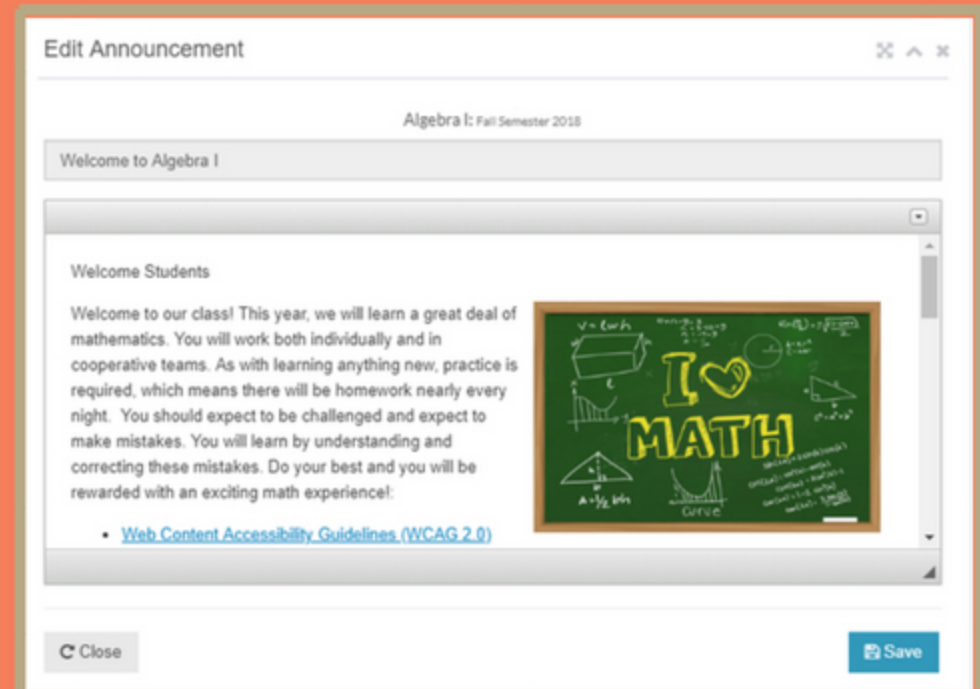 Edit Announcement
Algebra I: Fall Semester 2018
Welcome to Algebra I
Welcome Students
Welcome to our class! This year, we will learn a great deal of
mathematics. You will work both individually and in
cooperative teams. As with learning anything new, practice is
required, which means there will be homework nearly every
night. You should expect to be challenged and expect to
make mistakes. You will learn by understanding and
correcting these mistakes. Do your best and you will be
rewarded with an exciting math experience!:
• Web Content Accessibility Guidelines (WCAG 2.0)
V = lwh
l
I
MATH
A = 1/2 bh
curve
Close
Save